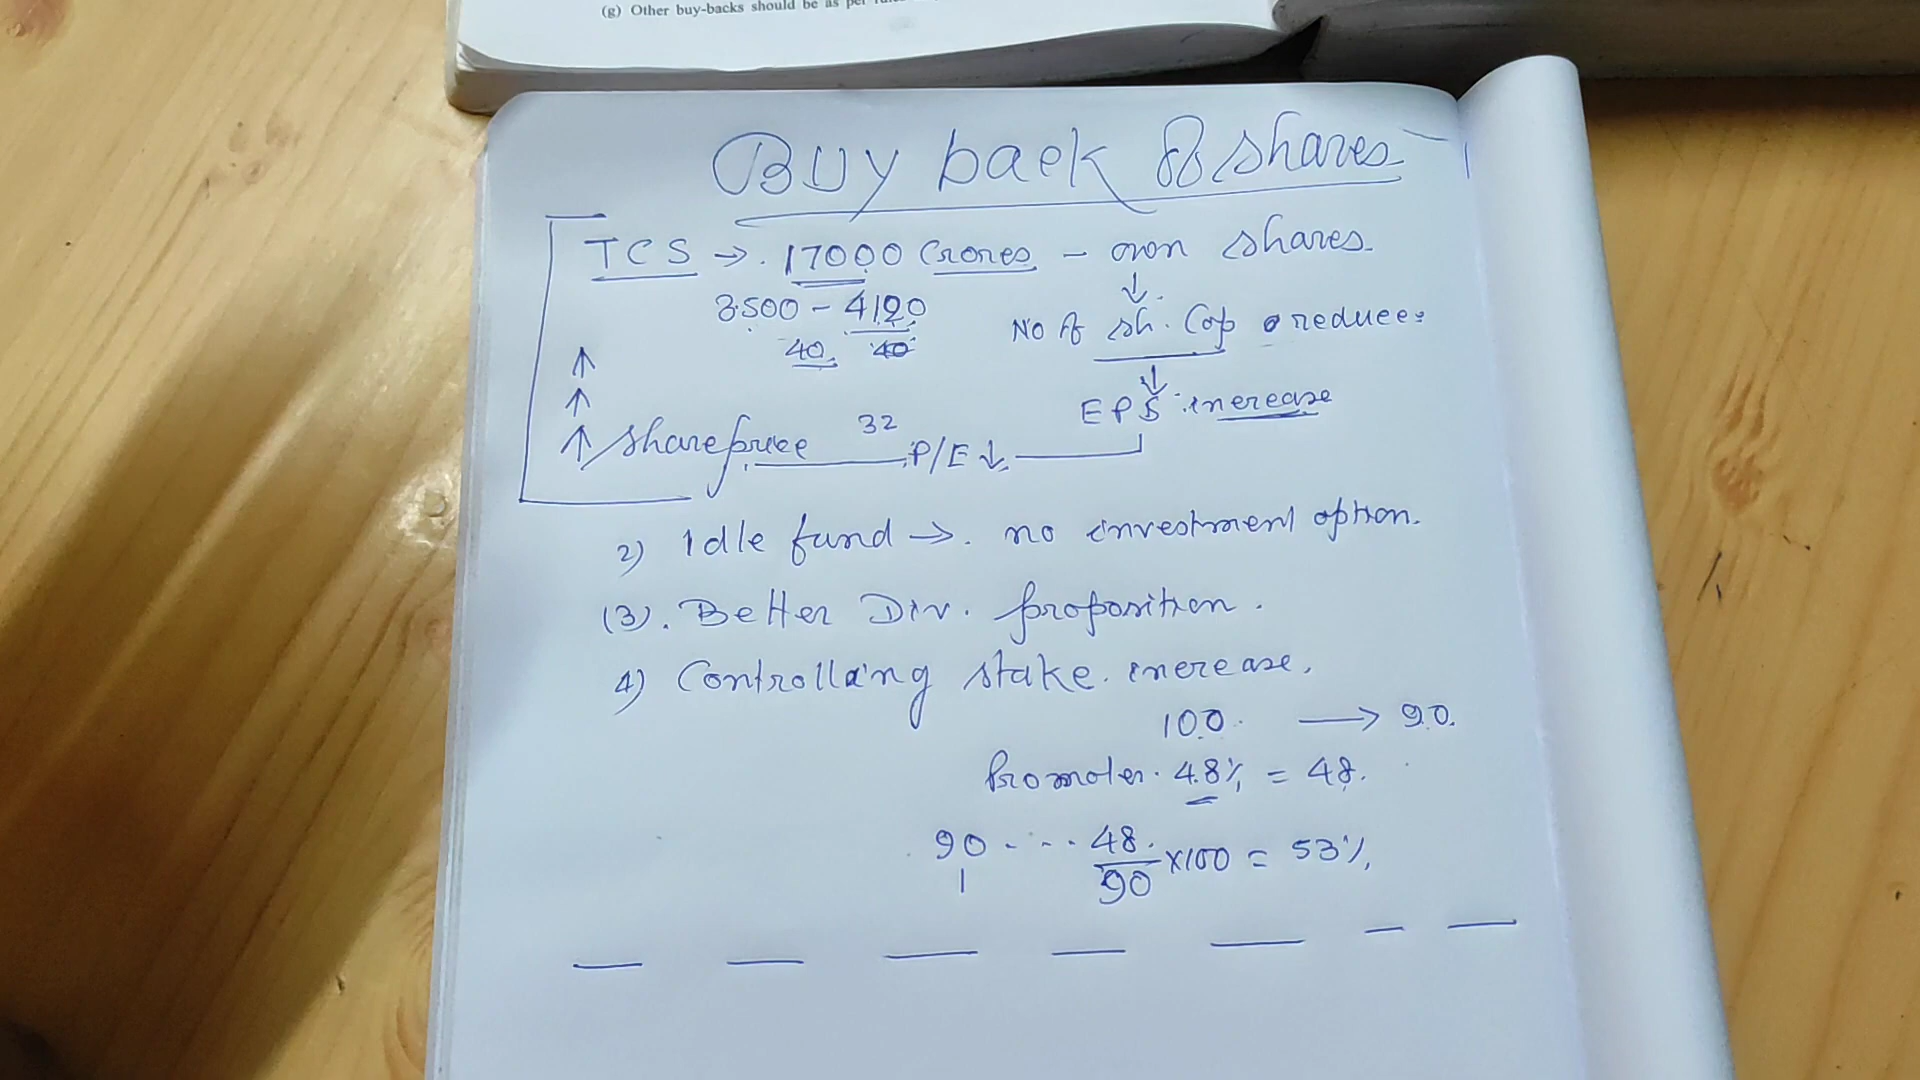 (g) Other buy-backs should be as per
Buy back of shares
TCS → 17000 Crores - own shares.
↓
3500 - 4120 No of sh. Cap reduce
40 40
↓
↑
↑
EPS increase
↑ share price 32 P/E ↓
2) Idle fund → no investment option.
(3). Better Div. proposition.
4) Controlling stake increase.
100 → 90.
Promoter. 48% = 48.
90 - - - 48/90 ×100 = 53%